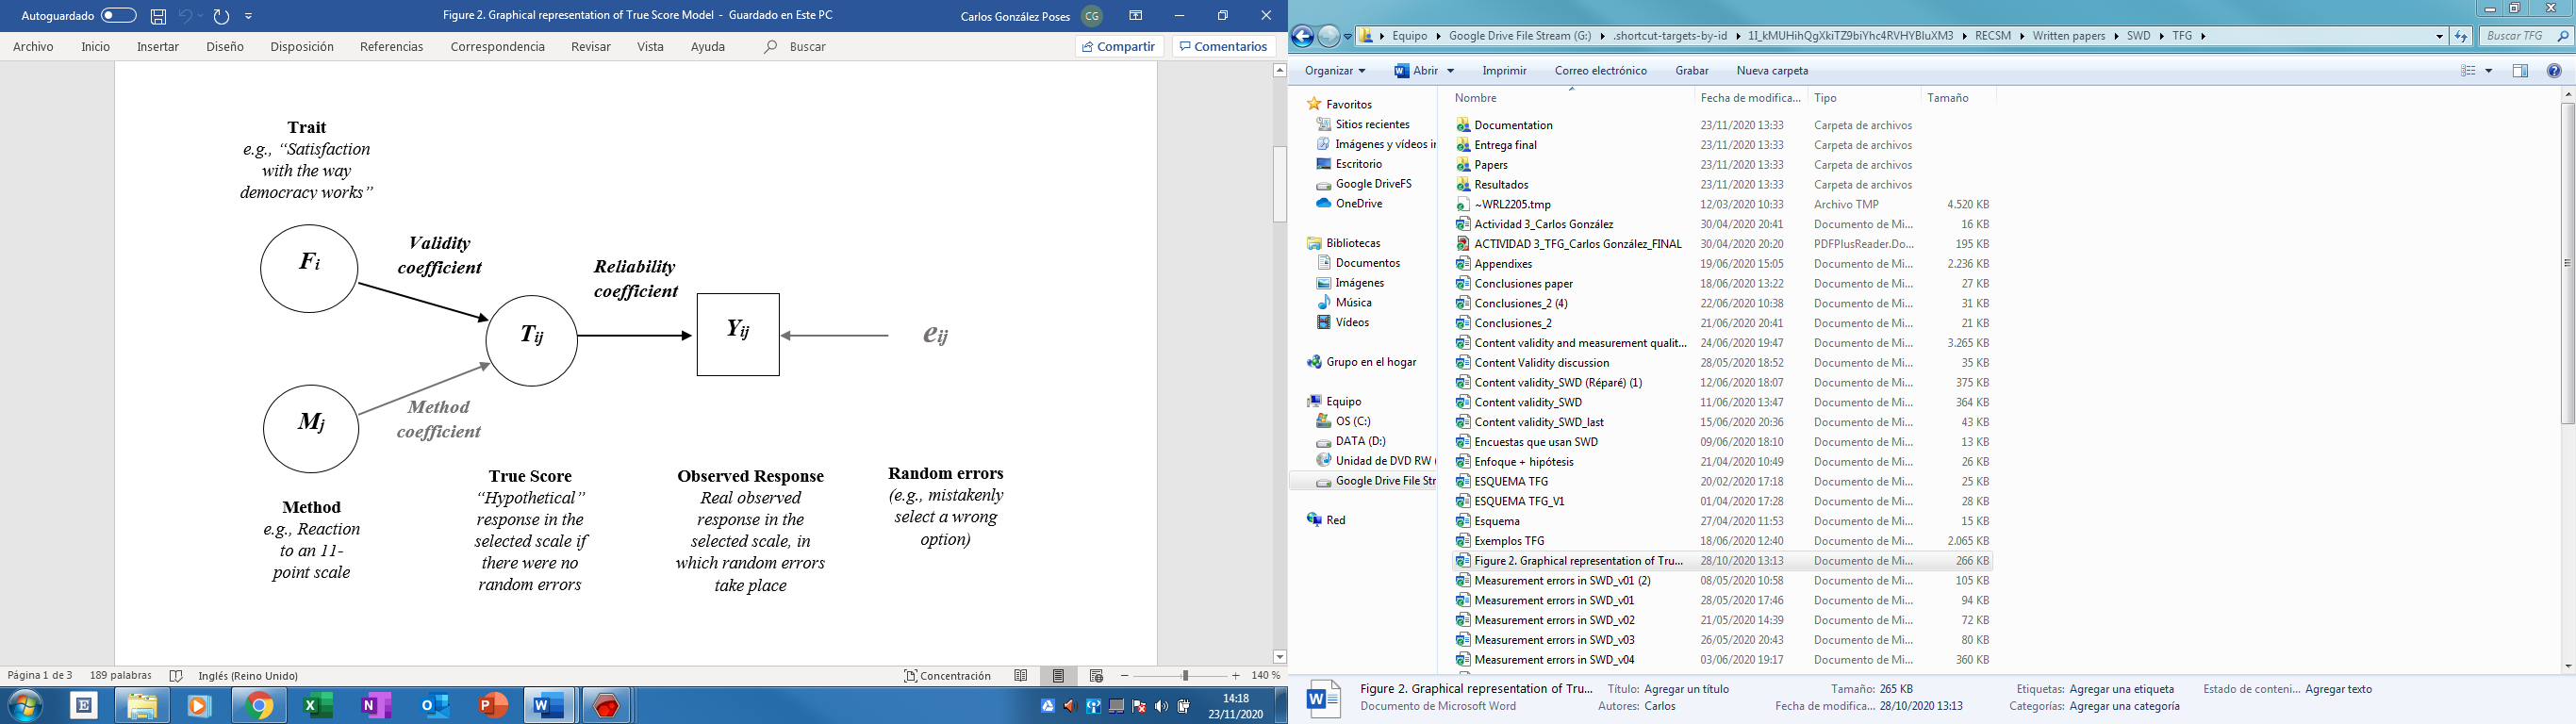 Autoguardado
Figure 2. Graphical representation of True Score Model - Guardado en Este PC
Carlos González Poses
CG
Archivo Inicio Insertar Diseño Disposición Referencias Correspondencia Revisar Vista Ayuda Buscar
Compartir Comentarios
Trait
e.g., “Satisfaction
with the way
democracy works”
Fi
Validity
coefficient
Reliability
coefficient
Tij
Yij
eij
Mj
Method
coefficient
Method
e.g., Reaction
to an 11-
point scale
True Score
“Hypothetical”
response in the
selected scale if
there were no
random errors
Observed Response
Real observed
response in the
selected scale, in
which random errors
take place
Random errors
(e.g., mistakenly
select a wrong
option)
Página 1 de 3 189 palabras Inglés (Reino Unido) Concentración 140 %
14:18
23/11/2020
Equipo Google Drive File Stream (G:) .shortcut-targets-by-id RECSM Written papers SWD TFG
Buscar TFG
Organizar Abrir Imprimir Correo electrónico Grabar Nueva carpeta
Favoritos
Sitios recientes
Imágenes y vídeos ir
Escritorio
Google DriveFS
OneDrive
Bibliotecas
Documentos
Imágenes
Música
Vídeos
Grupo en el hogar
Equipo
OS (C:)
DATA (D:)
Unidad de DVD RW (
Google Drive File Str
Red
Nombre Fecha de modifica... Tipo Tamaño
Documentation 23/11/2020 13:33 Carpeta de archivos
Entrega final 23/11/2020 13:33 Carpeta de archivos
Papers 23/11/2020 13:33 Carpeta de archivos
Resultados 23/11/2020 13:33 Carpeta de archivos
~WRL2205.tmp 12/03/2020 10:33 Archivo TMP 4.520 KB
Actividad 3_Carlos González 30/04/2020 20:41 Documento de Mi... 16 KB
ACTIVIDAD 3_TFG_Carlos González_FINAL 30/04/2020 20:20 PDFPlusReader.Do... 195 KB
Appendixes 19/06/2020 15:05 Documento de Mi... 2.236 KB
Conclusiones paper 18/06/2020 13:22 Documento de Mi... 27 KB
Conclusiones_2 (4) 22/06/2020 10:38 Documento de Mi... 31 KB
Conclusiones_2 21/06/2020 20:41 Documento de Mi... 21 KB
Content validity and measurement qualit... 24/06/2020 19:47 Documento de Mi... 3.265 KB
Content Validity discussion 28/05/2020 18:52 Documento de Mi... 35 KB
Content validity_SWD (Réparé) (1) 12/06/2020 18:07 Documento de Mi... 375 KB
Content validity_SWD 11/06/2020 13:47 Documento de Mi... 364 KB
Content validity_SWD_last 15/06/2020 20:36 Documento de Mi... 43 KB
Encuestas que usan SWD 09/06/2020 18:10 Documento de Mi... 13 KB
Enfoque + hipótesis 21/04/2020 10:49 Documento de Mi... 26 KB
ESQUEMA TFG 20/02/2020 17:18 Documento de Mi... 25 KB
ESQUEMA TFG_V1 01/04/2020 17:28 Documento de Mi... 28 KB
Esquema 27/04/2020 11:53 Documento de Mi... 15 KB
Exemplos TFG 18/06/2020 12:40 Documento de Mi... 2.065 KB
Figure 2. Graphical representation of Tru... 28/10/2020 13:13 Documento de Mi... 266 KB
Measurement errors in SWD_v01 (2) 08/05/2020 10:58 Documento de Mi... 105 KB
Measurement errors in SWD_v01 28/05/2020 17:46 Documento de Mi... 94 KB
Measurement errors in SWD_v02 21/05/2020 14:39 Documento de Mi... 72 KB
Measurement errors in SWD_v03 26/05/2020 20:43 Documento de Mi... 80 KB
Measurement errors in SWD_v04 03/06/2020 19:17 Documento de Mi... 360 KB
Figure 2. Graphical representation of Tru... Título: Agregar un título Tamaño: 265 KB Etiquetas: Agregar una etiqueta Estado de conteni... Agregar texto
Documento de Microsoft Word Autores: Carlos Fecha de modifica... 28/10/2020 13:13 Categorías: Agregar una categoría